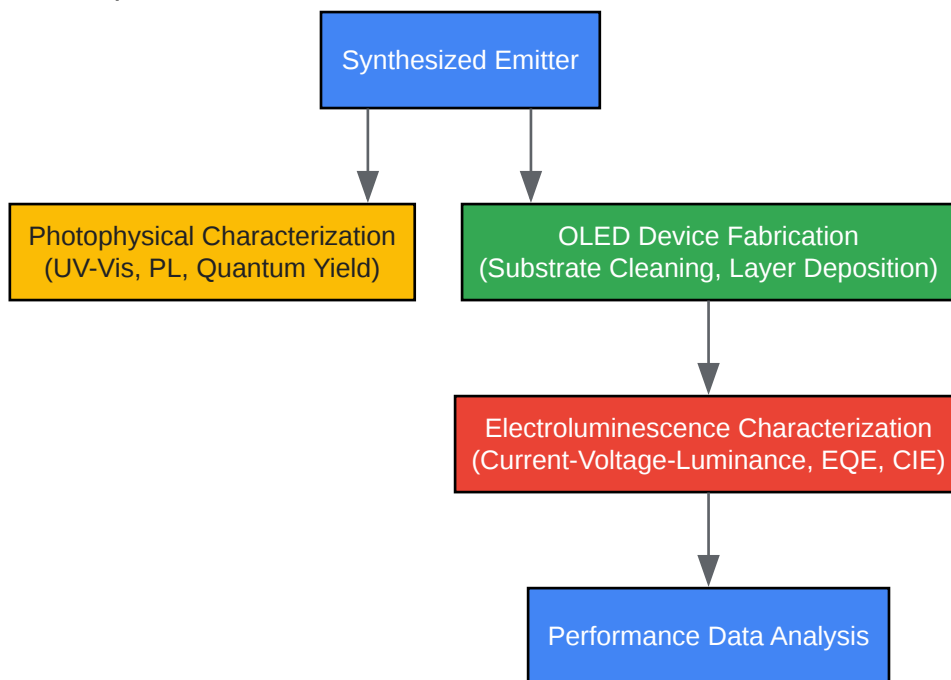 Synthesized Emitter
Photophysical Characterization
(UV-Vis, PL, Quantum Yield)
OLED Device Fabrication
(Substrate Cleaning, Layer Deposition)
Electroluminescence Characterization
(Current-Voltage-Luminance, EQE, CIE)
Performance Data Analysis